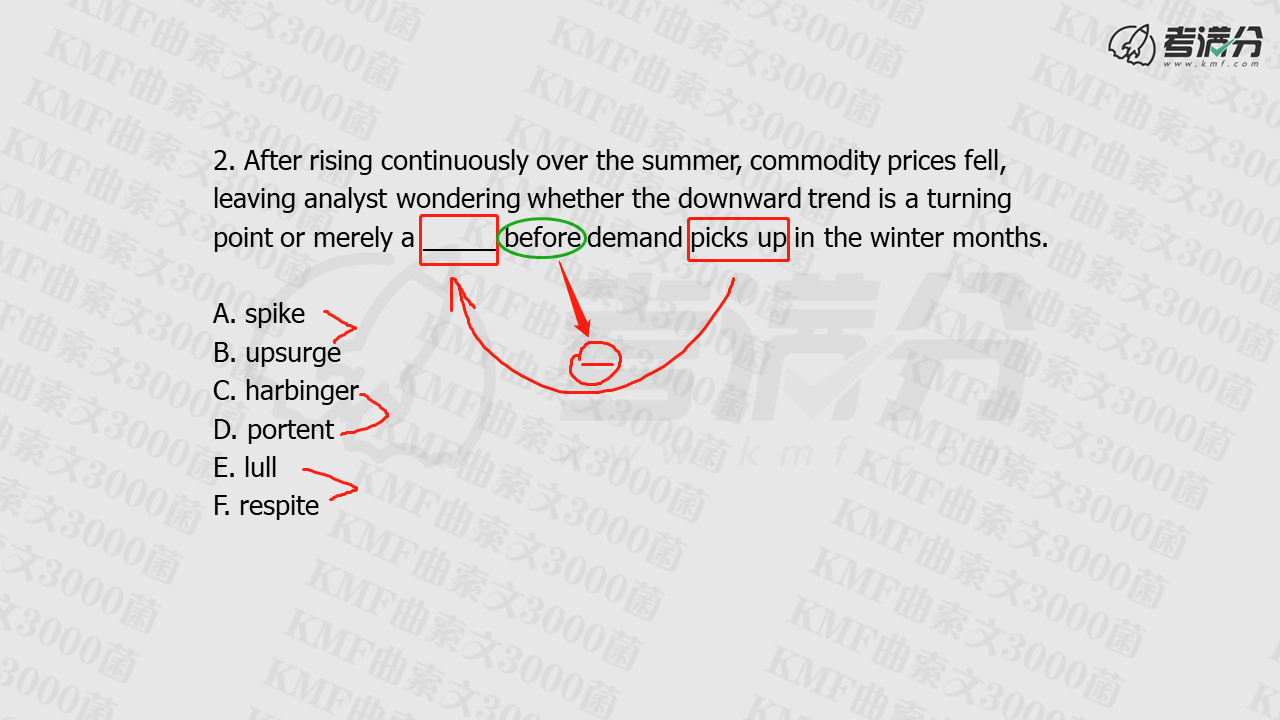 考满分
www.kmf.com
2. After rising continuously over the summer, commodity prices fell,
leaving analyst wondering whether the downward trend is a turning
point or merely a _____ before demand picks up in the winter months.
A. spike
B. upsurge
C. harbinger
D. portent
E. lull
F. respite
KMF曲索文3000菌